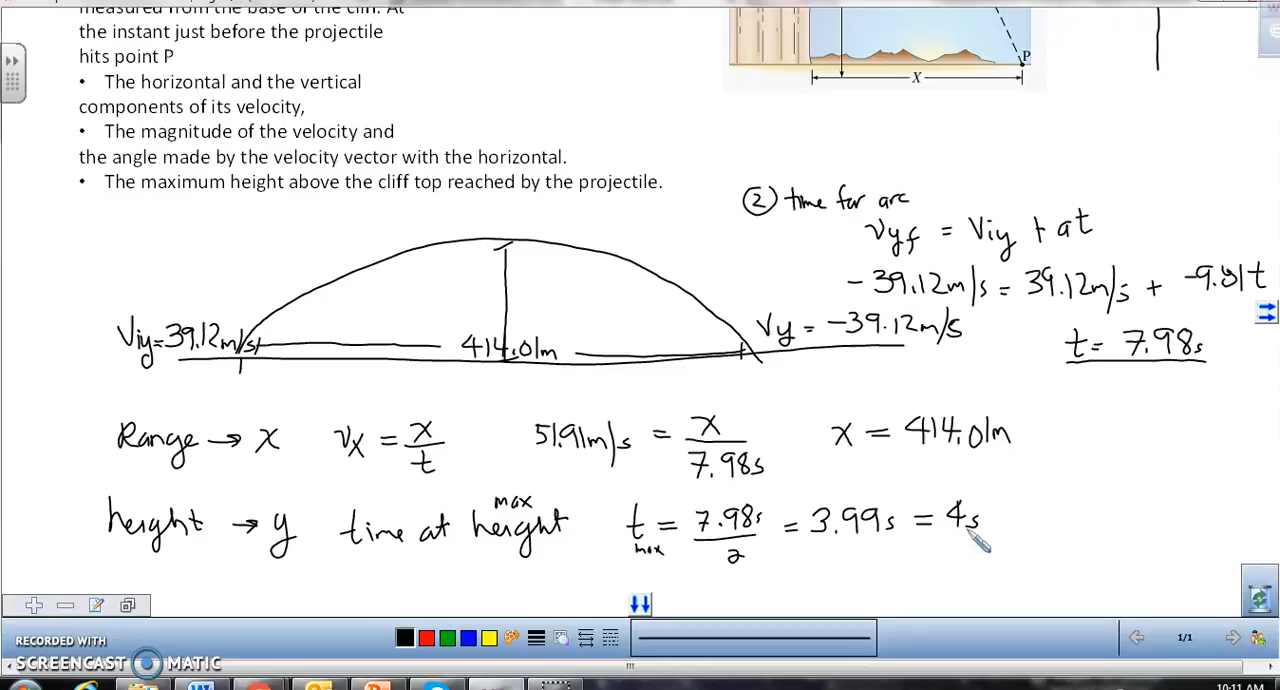 measured from the base of the cliff. At
the instant just before the projectile
hits point P
• The horizontal and the vertical
components of its velocity,
• The magnitude of the velocity and
the angle made by the velocity vector with the horizontal.
• The maximum height above the cliff top reached by the projectile.
P
X
② time for arc
Vyf = Viy + at
-39.12m/s = 39.12m/s + -9.81t
t = 7.98s
Viy=39.12m/s
414.01m
Vy = -39.12m/s
Range → x Vx = x/t 51.91m/s = x/7.98s x = 414.01m
height → y time at max height t max = 7.98s/2 = 3.99s = 4s
1/1
RECORDED WITH
SCREENCAST MATIC
10:11 AM